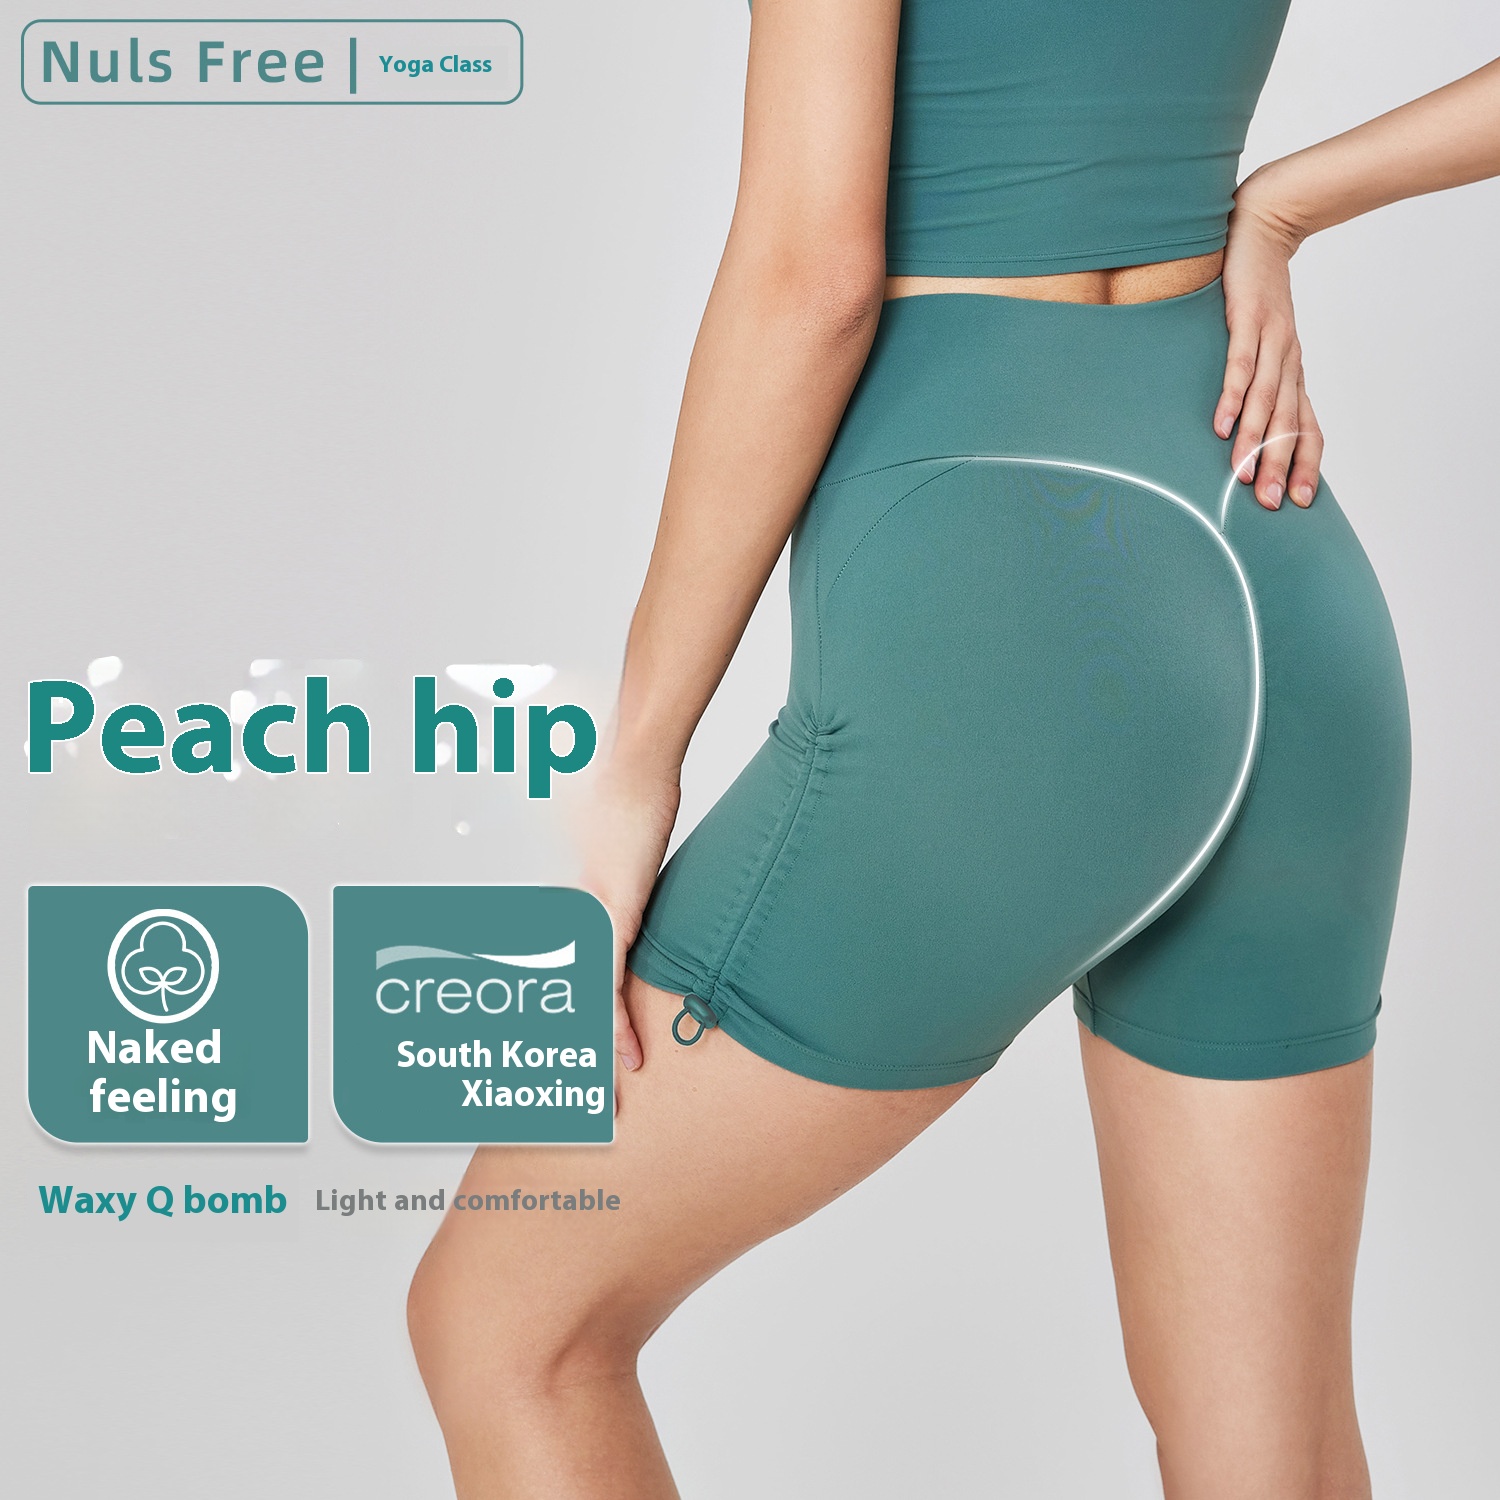 Nuls Free | Yoga Class
Peach hip
Naked
feeling
creora
South Korea
Xiaoxing
Waxy Q bomb
Light and comfortable